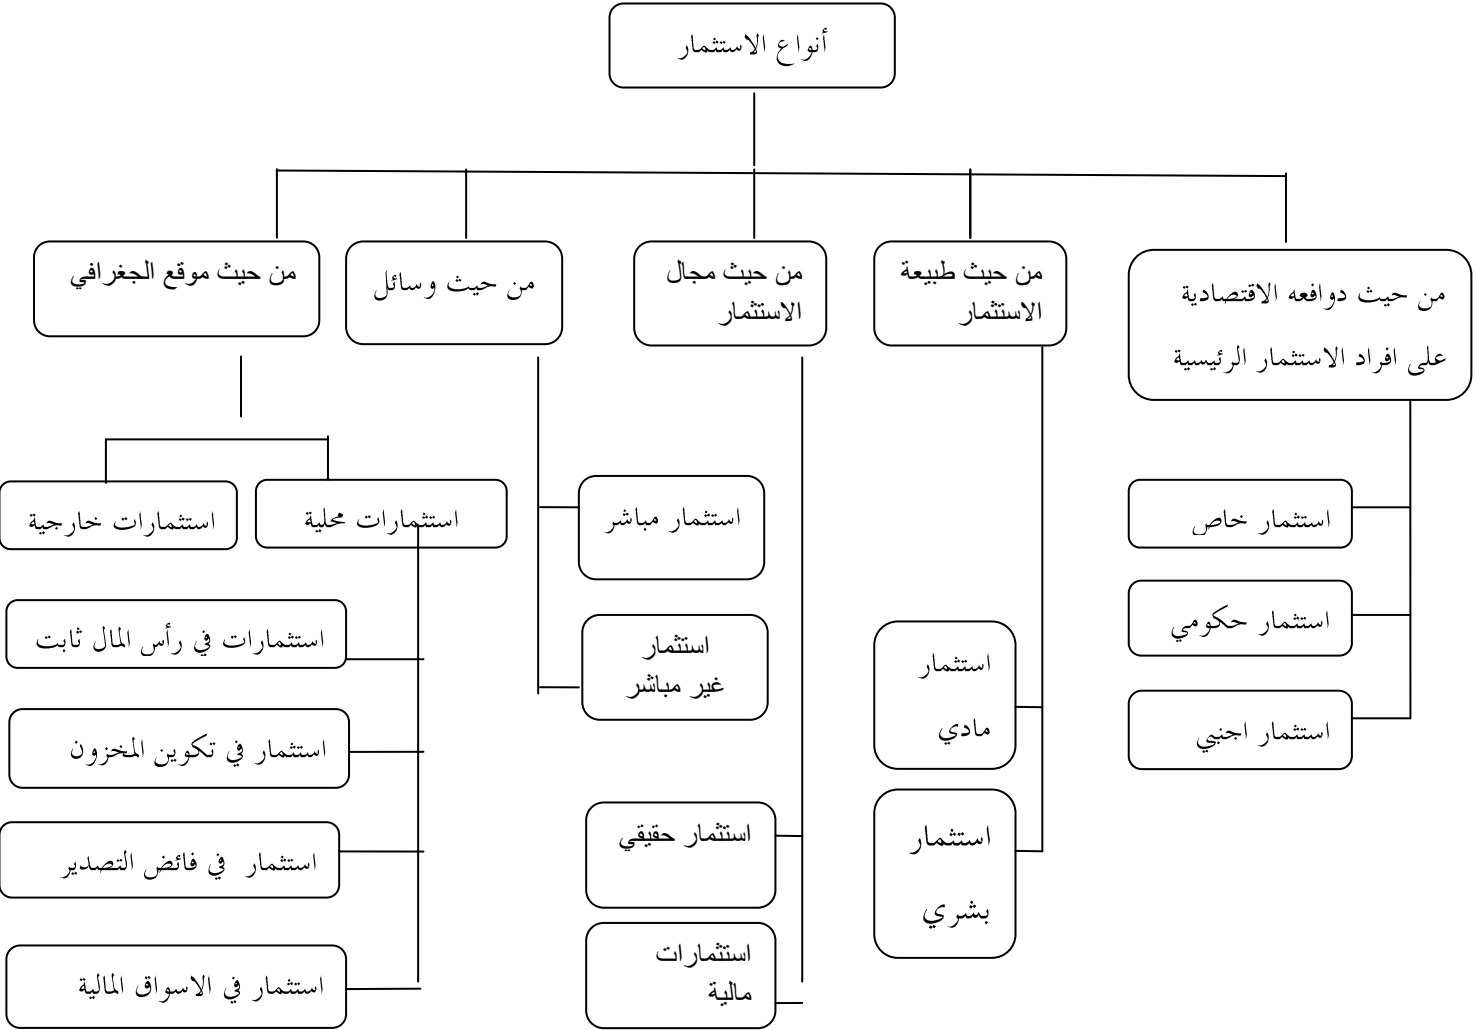 أنواع الاستثمار
من حيث دوافعه الاقتصادية
على افراد الاستثمار الرئيسية
من حيث طبيعة
الاستثمار
من حيث مجال
الاستثمار
من حيث وسائل
من حيث موقع الجغرافي
استثمار خاص
استثمار حكومي
استثمار اجنبي
استثمار
مادي
استثمار
بشري
استثمار حقيقي
استثمارات
مالية
استثمار مباشر
استثمار
غير مباشر
استثمارات محلية
استثمارات خارجية
استثمارات في رأس المال ثابت
استثمار في تكوين المخزون
استثمار في فائض التصدير
استثمار في الاسواق المالية